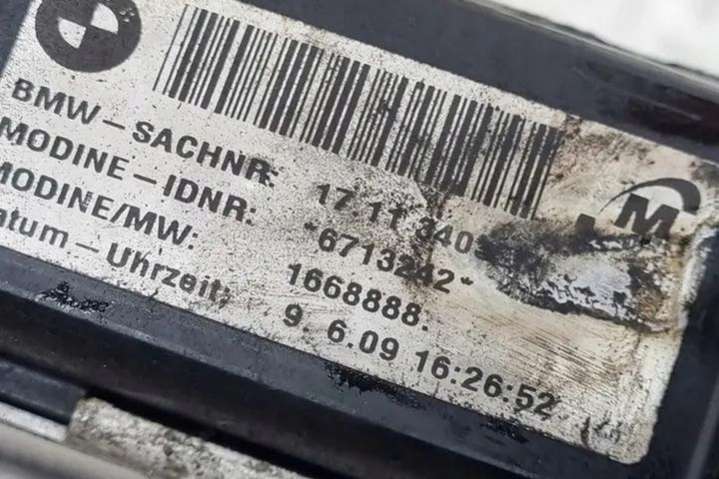 BMW – SACHNR: 17 11 340
MODINE – IDNR: *6713242*
MODINE/MW: 1668888.
atum – Uhrzeit: 9. 6.09 16:26:52
M